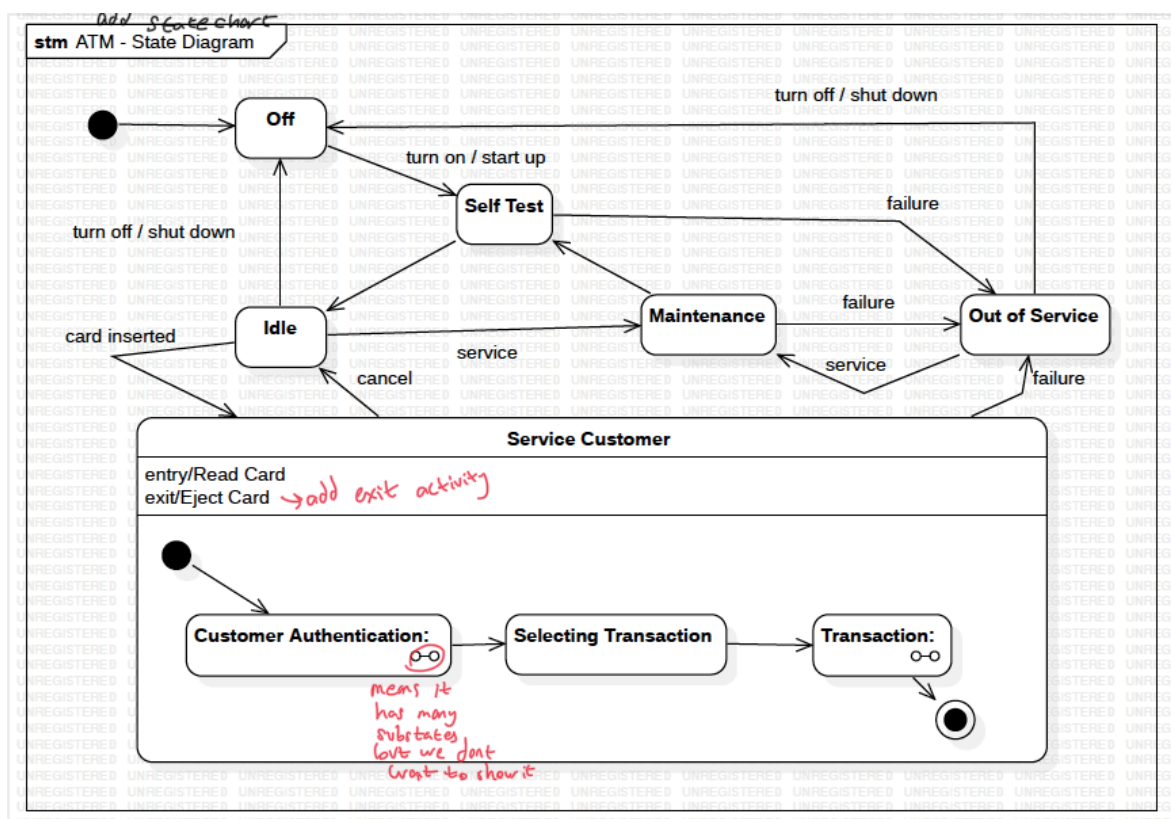 add statechart
stm ATM - State Diagram
turn off / shut down
Off
turn on / start up
Self Test
failure
turn off / shut down
Idle
Maintenance
failure
Out of Service
card inserted
service
service
cancel
failure
Service Customer
entry/Read Card
exit/Eject Card → add exit activity
Customer Authentication:
Selecting Transaction
Transaction:
means it
has many
substates
but we dont
want to show it
UNREGISTERED